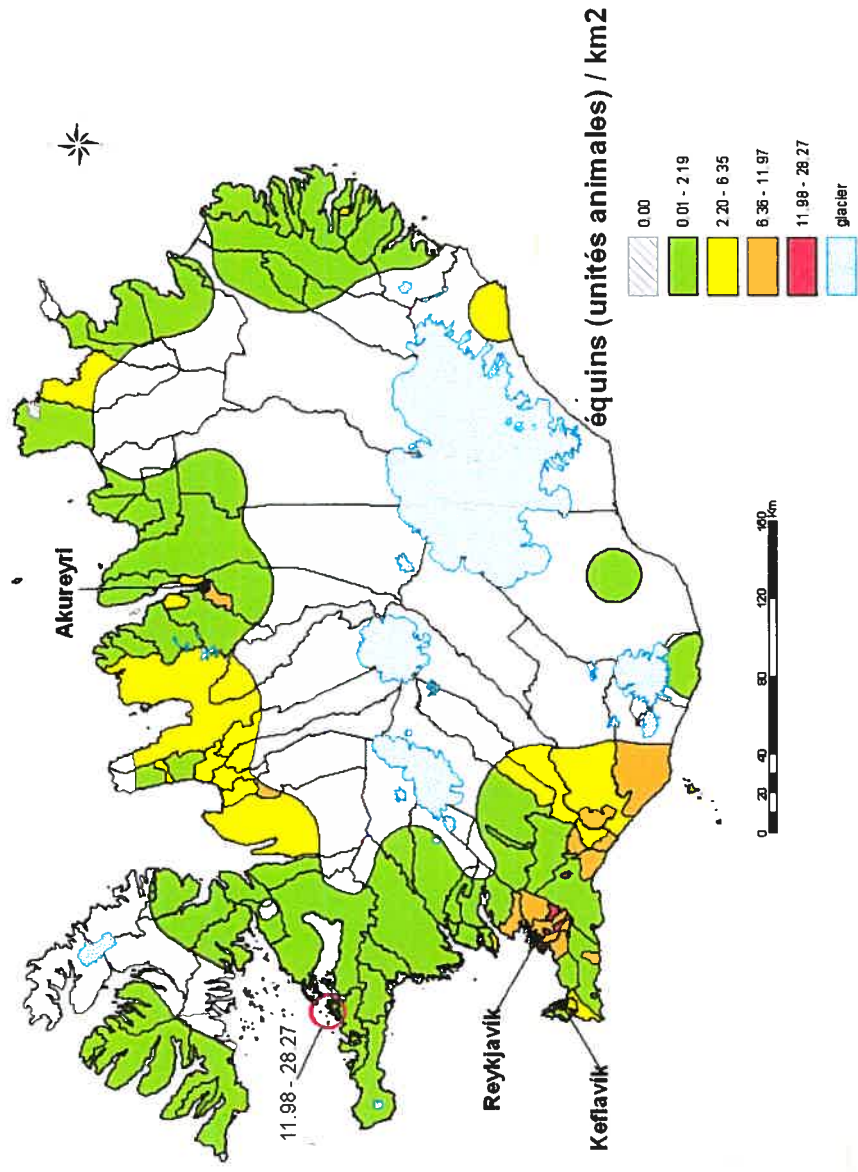 Akureyri
11.98 - 28.27
Reykjavik
Keflavik
équins (unités animales) / km2
0.00
0.01 - 2.19
2.20 - 6.35
6.36 - 11.97
11.98 - 28.27
glacier
0 20 40 80 120 160
Km